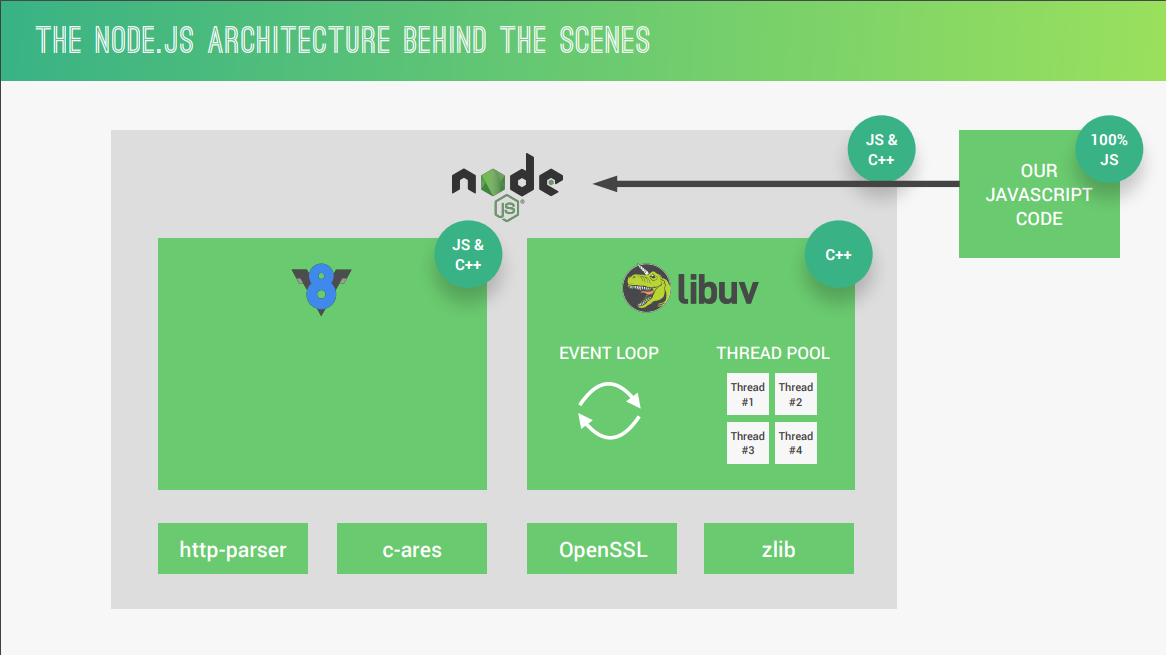 THE NODE.JS ARCHITECTURE BEHIND THE SCENES
JS &
C++
100%
JS
OUR
JAVASCRIPT
CODE
node
JS
JS &
C++
8
C++
libuv
EVENT LOOP
THREAD POOL
Thread
#1
Thread
#2
Thread
#3
Thread
#4
http-parser
c-ares
OpenSSL
zlib